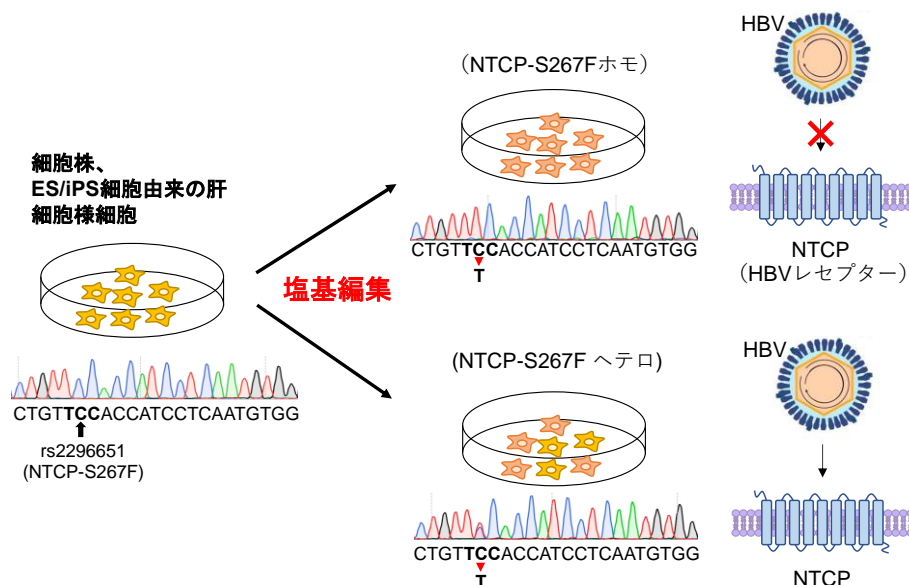 細胞株、
ES/iPS細胞由来の肝
細胞様細胞
CTGTTCCACCATCCTCAATGTGG
rs2296651
(NTCP-S267F)
塩基編集
（NTCP-S267Fホモ）
CTGTTCCACCATCCTCAATGTGG
T
HBV
NTCP
(HBVレセプター）
(NTCP-S267F ヘテロ)
CTGTTCCACCATCCTCAATGTGG
T
HBV
NTCP